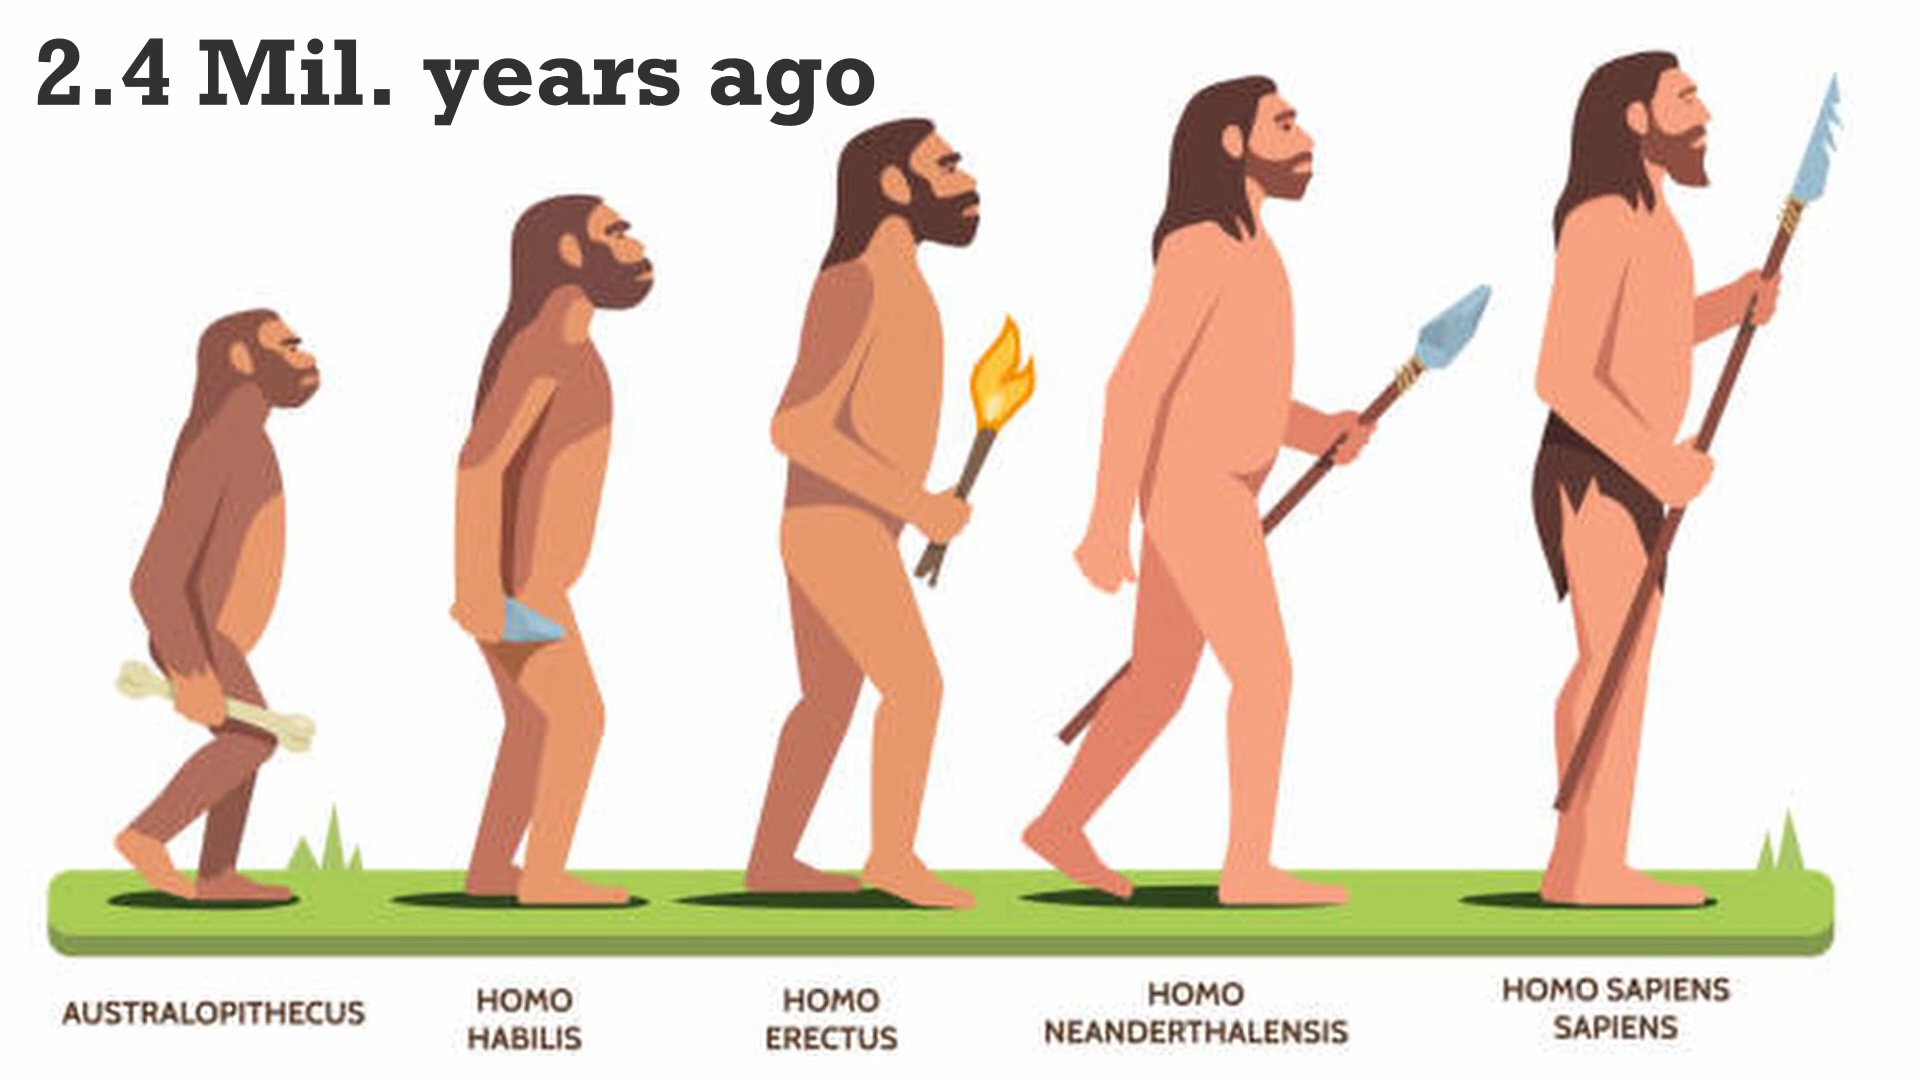 2.4 Mil. years ago
AUSTRALOPITHECUS
HOMO
HABILIS
HOMO
ERECTUS
HOMO
NEANDERTHALENSIS
HOMO SAPIENS
SAPIENS